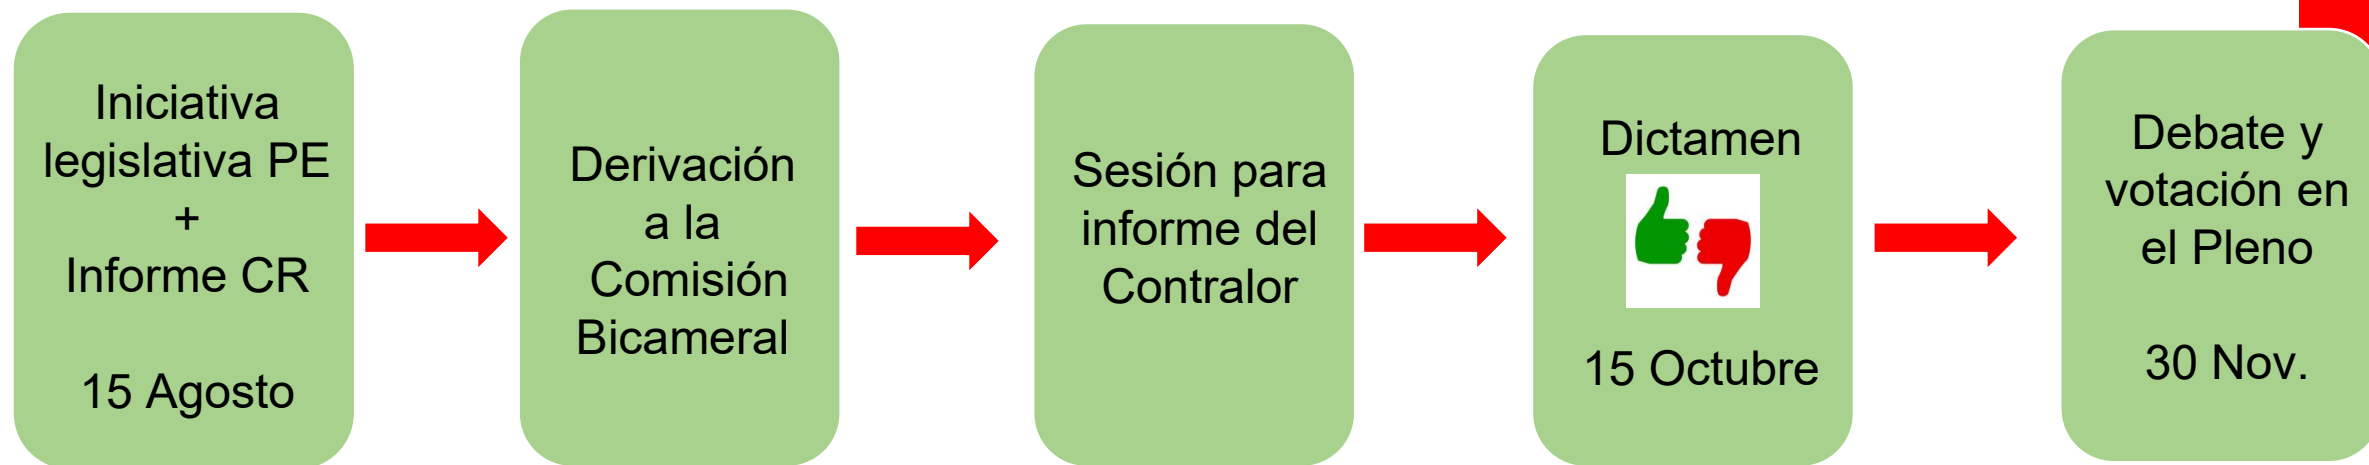 Iniciativa
legislativa PE
+
Informe CR
15 Agosto
Derivación
a la
Comisión
Bicameral
Sesión para
informe del
Contralor
Dictamen
15 Octubre
Debate y
votación en
el Pleno
30 Nov.